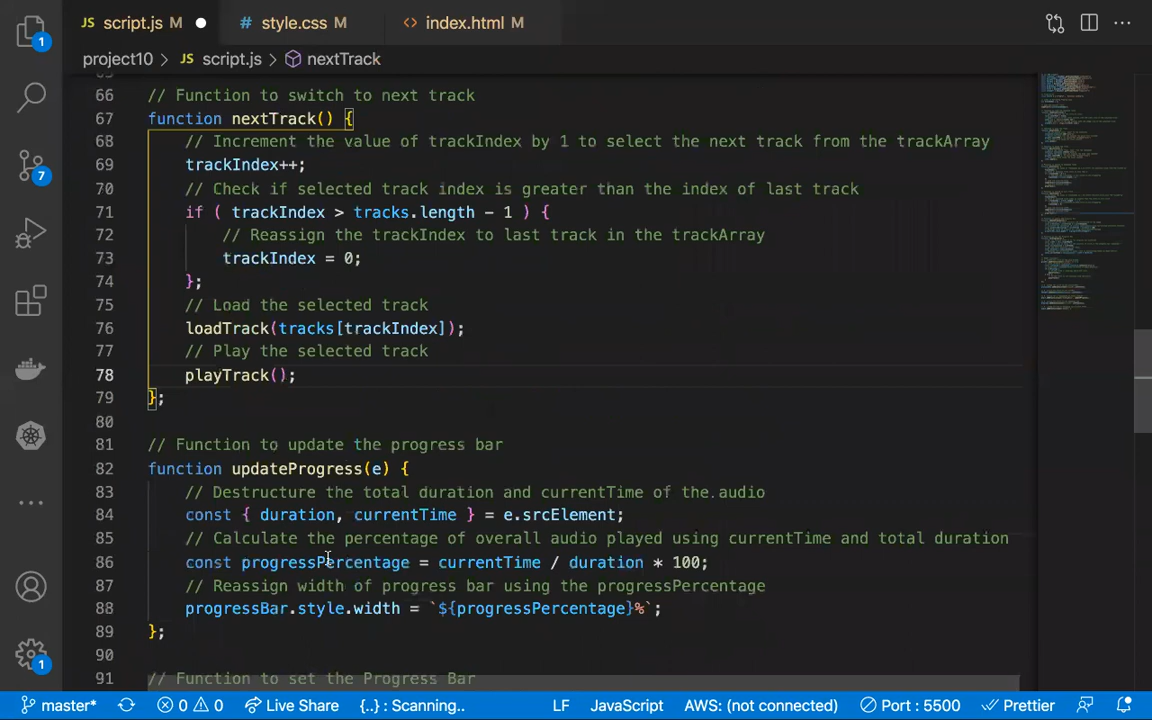 JS script.js M
# style.css M
<> index.html M
project10 > JS script.js > nextTrack
66 // Function to switch to next track
67 function nextTrack() {
68 // Increment the value of trackIndex by 1 to select the next track from the trackArray
69 trackIndex++;
70 // Check if selected track index is greater than the index of last track
71 if ( trackIndex > tracks.length - 1 ) {
72 // Reassign the trackIndex to last track in the trackArray
73 trackIndex = 0;
74 };
75 // Load the selected track
76 loadTrack(tracks[trackIndex]);
77 // Play the selected track
78 playTrack();
79 };
80
81 // Function to update the progress bar
82 function updateProgress(e) {
83 // Destructure the total duration and currentTime of the audio
84 const { duration, currentTime } = e.srcElement;
85 // Calculate the percentage of overall audio played using currentTime and total duration
86 const progressPercentage = currentTime / duration * 100;
87 // Reassign width of progress bar using the progressPercentage
88 progressBar.style.width = `${progressPercentage}%`;
89 };
90
91 // Function to set the Progress Bar
1
7
1
master* 0 0 Live Share {..} : Scanning.. LF JavaScript AWS: (not connected) Port : 5500 Prettier